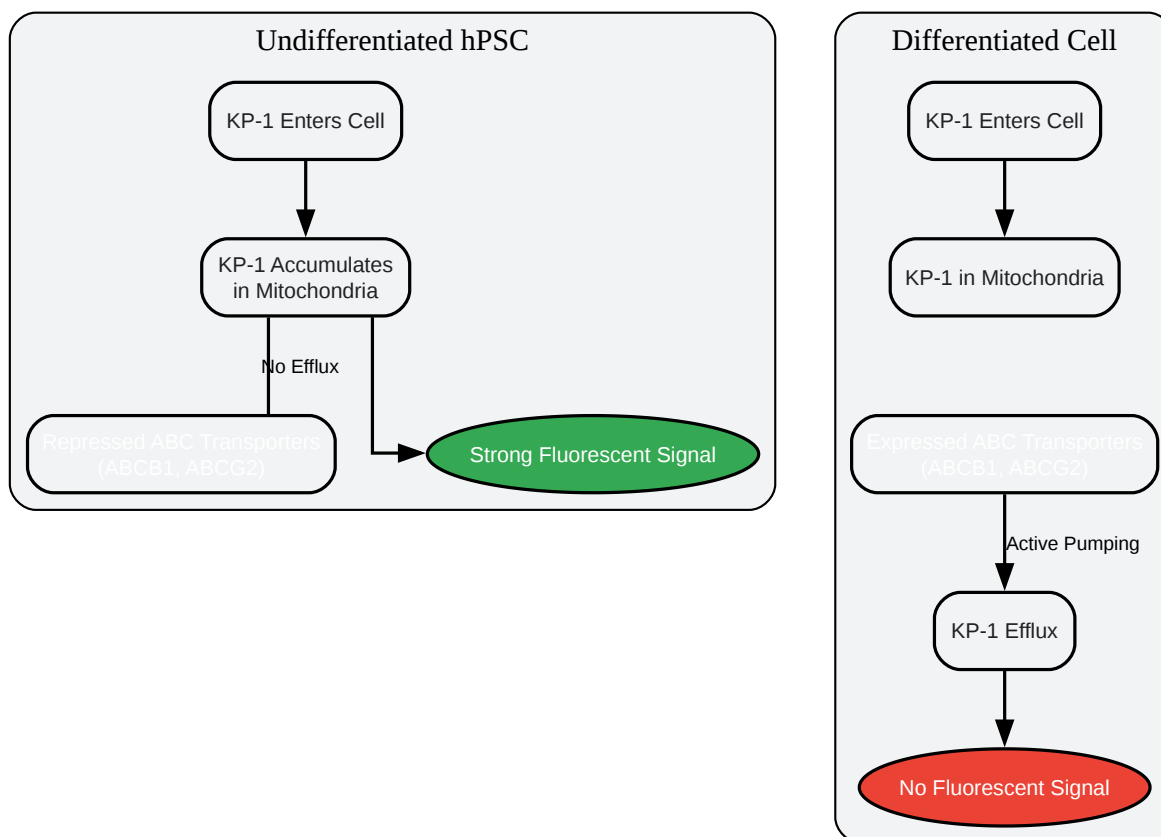 Undifferentiated hPSC
KP-1 Enters Cell
KP-1 Accumulates
in Mitochondria
No Efflux
Repressed ABC Transporters
(ABCB1, ABCG2)
Strong Fluorescent Signal
Differentiated Cell
KP-1 Enters Cell
KP-1 in Mitochondria
Expressed ABC Transporters
(ABCB1, ABCG2)
Active Pumping
KP-1 Efflux
No Fluorescent Signal